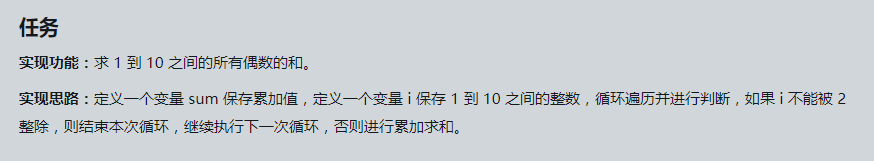 任务
实现功能：求 1 到 10 之间的所有偶数的和。
实现思路：定义一个变量 sum 保存累加值，定义一个变量 i 保存 1 到 10 之间的整数，循环遍历并进行判断，如果 i 不能被 2
整除，则结束本次循环，继续执行下一次循环，否则进行累加求和。